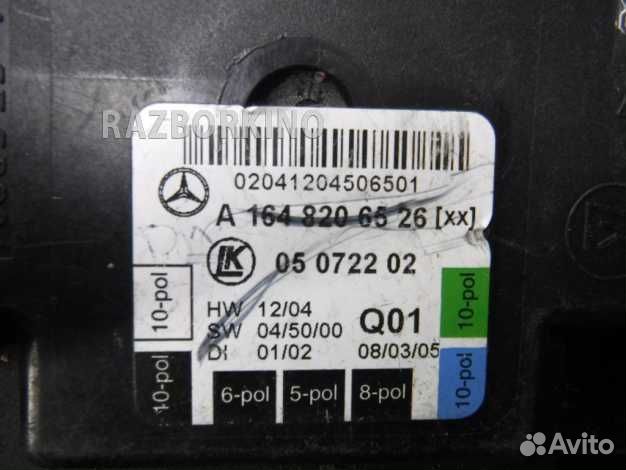 RAZBORKINO
02041204506501
A 164 820 65 26 [xx]
LK 05 0722 02
HW 12/04
SW 04/50/00 Q01
DI 01/02 08/03/05
10-pol
10-pol
10-pol
10-pol
6-pol 5-pol 8-pol
Avito